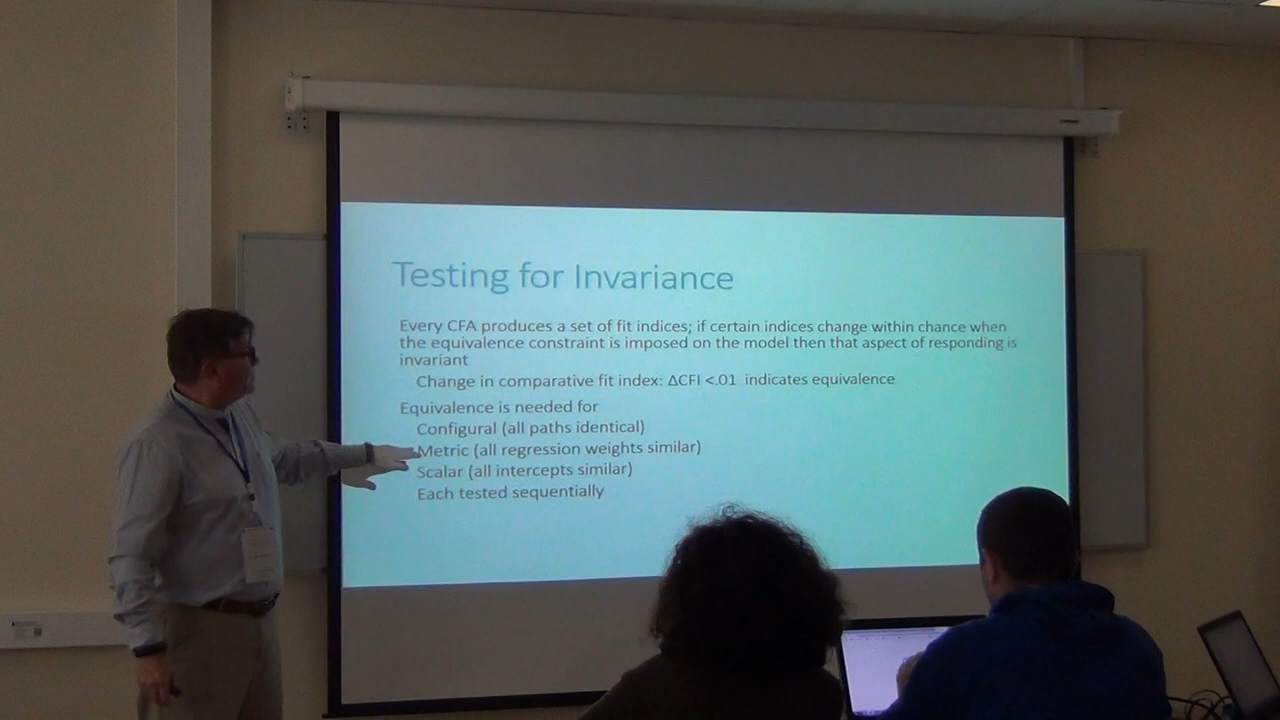 Testing for Invariance
Every CFA produces a set of fit indices; if certain indices change within chance when
the equivalence constraint is imposed on the model then that aspect of responding is
invariant
Change in comparative fit index: ΔCFI <.01 indicates equivalence
Equivalence is needed for
Configural (all paths identical)
Metric (all regression weights similar)
Scalar (all intercepts similar)
Each tested sequentially